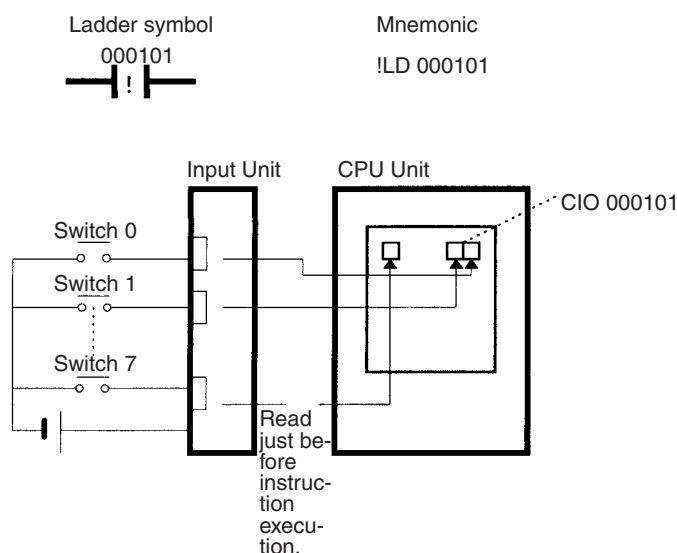 Ladder symbol
Mnemonic
000101
!
!LD 000101
Input Unit
CPU Unit
CIO 000101
Switch 0
Switch 1
Switch 7
Read
just be-
fore
instruc-
tion
execu-
tion.